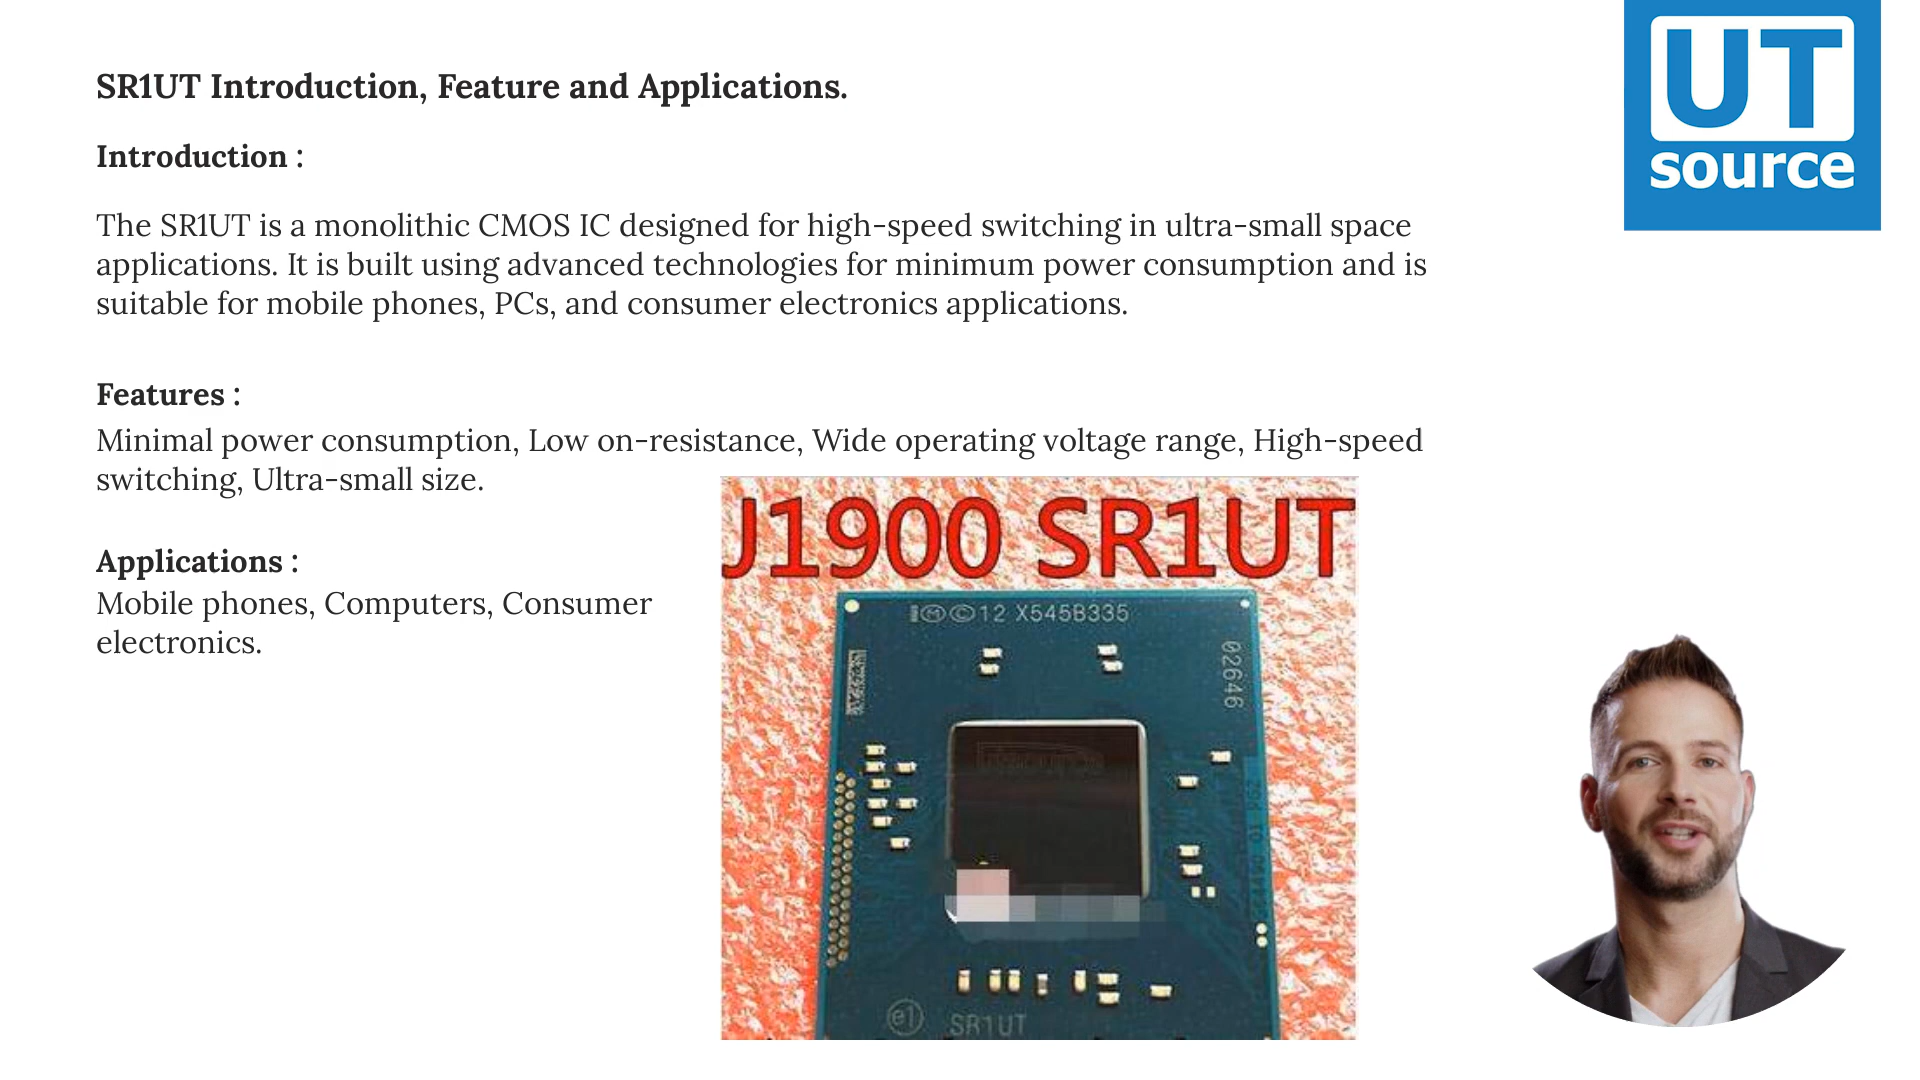 SR1UT Introduction, Feature and Applications.
Introduction :
The SR1UT is a monolithic CMOS IC designed for high-speed switching in ultra-small space
applications. It is built using advanced technologies for minimum power consumption and is
suitable for mobile phones, PCs, and consumer electronics applications.
Features :
Minimal power consumption, Low on-resistance, Wide operating voltage range, High-speed
switching, Ultra-small size.
Applications :
Mobile phones, Computers, Consumer
electronics.
UT
source
J1900 SR1UT
ⓂⒸ12 X545B335
02646
e1
SR1UT